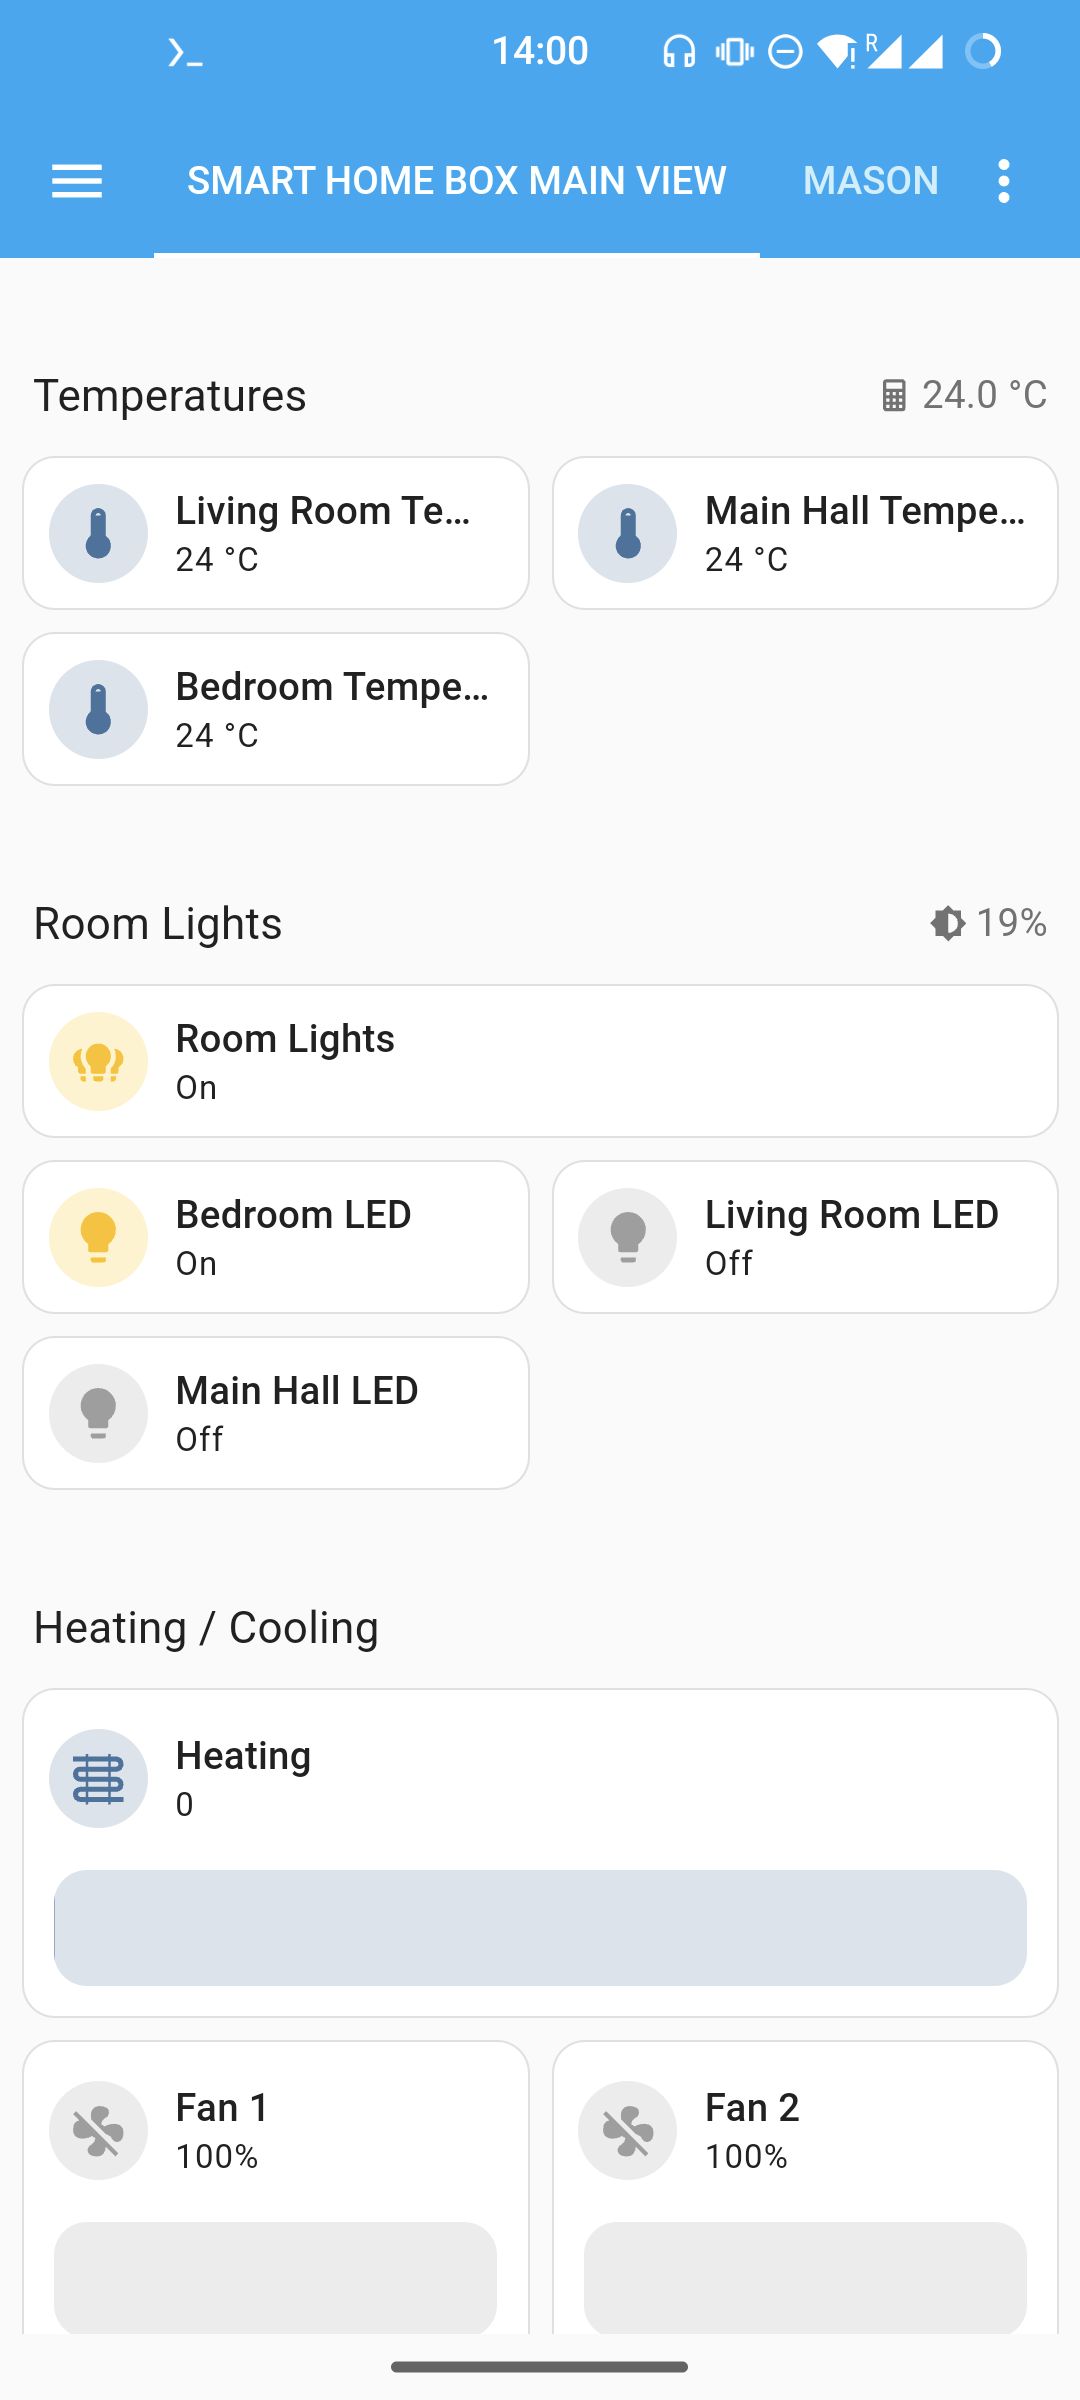 14:00
R
SMART HOME BOX MAIN VIEW MASON
Temperatures 24.0 °C
Living Room Te…
24 °C
Main Hall Tempe…
24 °C
Bedroom Tempe…
24 °C
Room Lights 19%
Room Lights
On
Bedroom LED
On
Living Room LED
Off
Main Hall LED
Off
Heating / Cooling
Heating
0
Fan 1
100%
Fan 2
100%